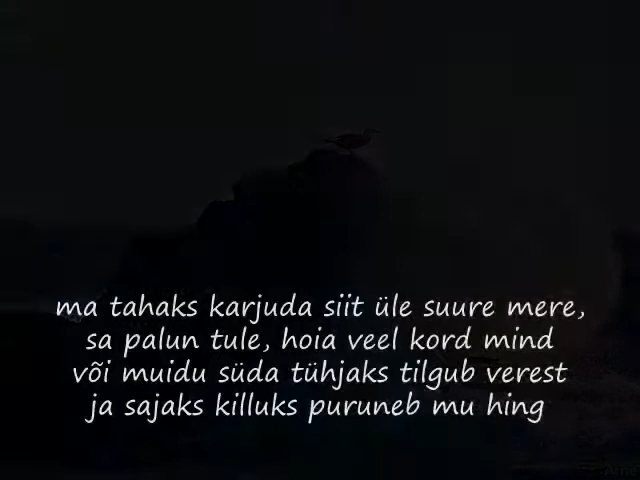 ma tahaks karjuda siit üle suure mere,
sa palun tule, hoia veel kord mind
või muidu süda tühjaks tilgub verest
ja sajaks killuks puruneb mu hing